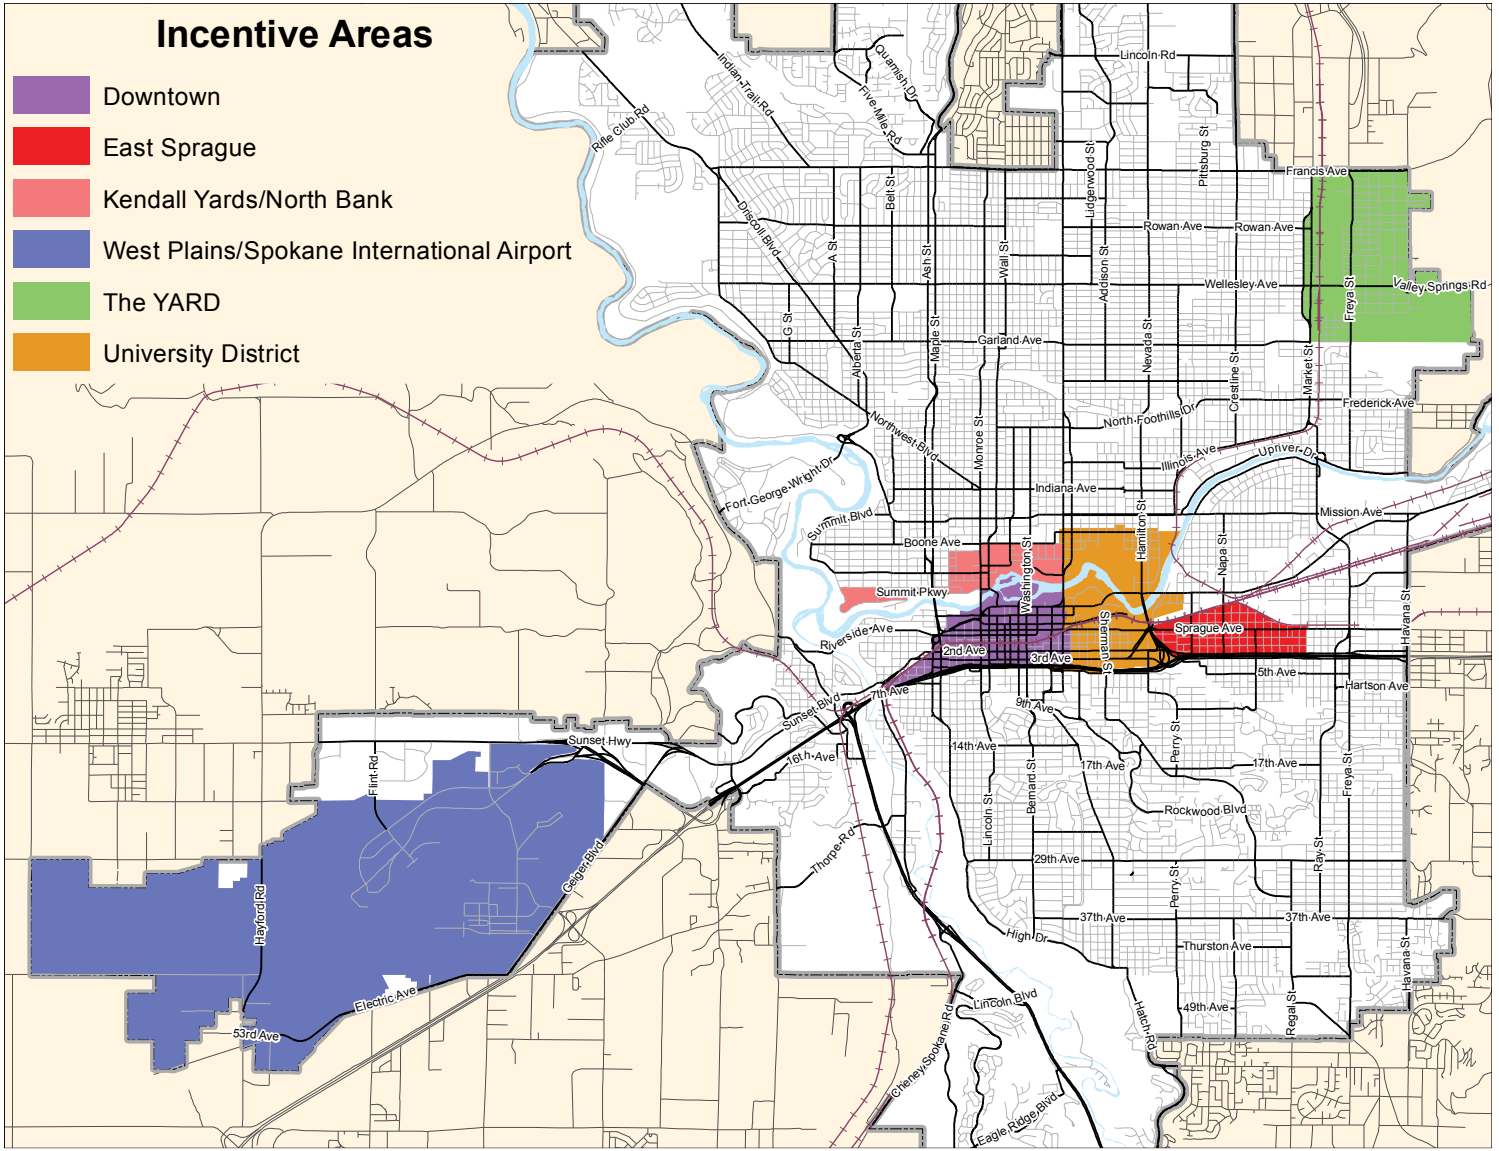 Incentive Areas
Downtown
East Sprague
Kendall Yards/North Bank
West Plains/Spokane International Airport
The YARD
University District
Lincoln Rd
Quamish Dr
Indian Trail Rd
Five Mile Rd
Rifle Club Rd
Pittsburg St
Lidgerwood St
Francis Ave
Belt St
Driscoll Blvd
Rowan Ave
Rowan Ave
A St
Ash St
Wall St
Addison St
Wellesley Ave
Freya St
Valley Springs Rd
G St
Alberta St
Maple St
Garland Ave
Nevada St
Crestline St
Market St
Frederick Ave
North Foothills Dr
Northwest Blvd
Monroe St
Illinois Ave
Upriver Dr
Fort George Wright Dr
Indiana Ave
Summit Blvd
Hamilton St
Mission Ave
Boone Ave
Napa St
Washington St
Summit Pkwy
Havana St
Riverside Ave
Sherman St
Sprague Ave
2nd Ave
3rd Ave
5th Ave
Hartson Ave
7th Ave
9th Ave
Sunset Blvd
Sunset Hwy
14th Ave
Perry St
16th Ave
17th Ave
17th Ave
Flint Rd
Bernard St
Freya St
Lincoln St
Rockwood Blvd
Thorpe Rd
Ray St
29th Ave
Geiger Blvd
Perry St
Hayford Rd
37th Ave
37th Ave
High Dr
Thurston Ave
Havana St
Electric Ave
Lincoln Blvd
49th Ave
Regal St
Hatch Rd
53rd Ave
Cheney Spokane Rd
Eagle Ridge Blvd